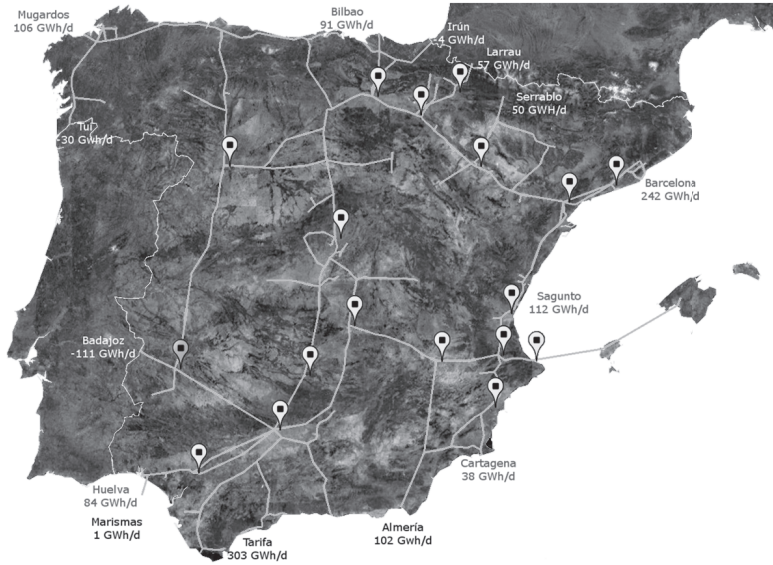 Mugardos
106 GWh/d
Bilbao
91 GWh/d
Irún
-4 GWh/d
Larrau
57 GWh/d
Serrablo
50 GWH/d
Tui
-30 Gwh/d
Barcelona
242 GWh/d
Sagunto
112 GWh/d
Badajoz
-111 GWh/d
Cartagena
38 GWh/d
Huelva
84 GWh/d
Marismas
1 GWh/d
Almería
102 Gwh/d
Tarifa
303 GWh/d